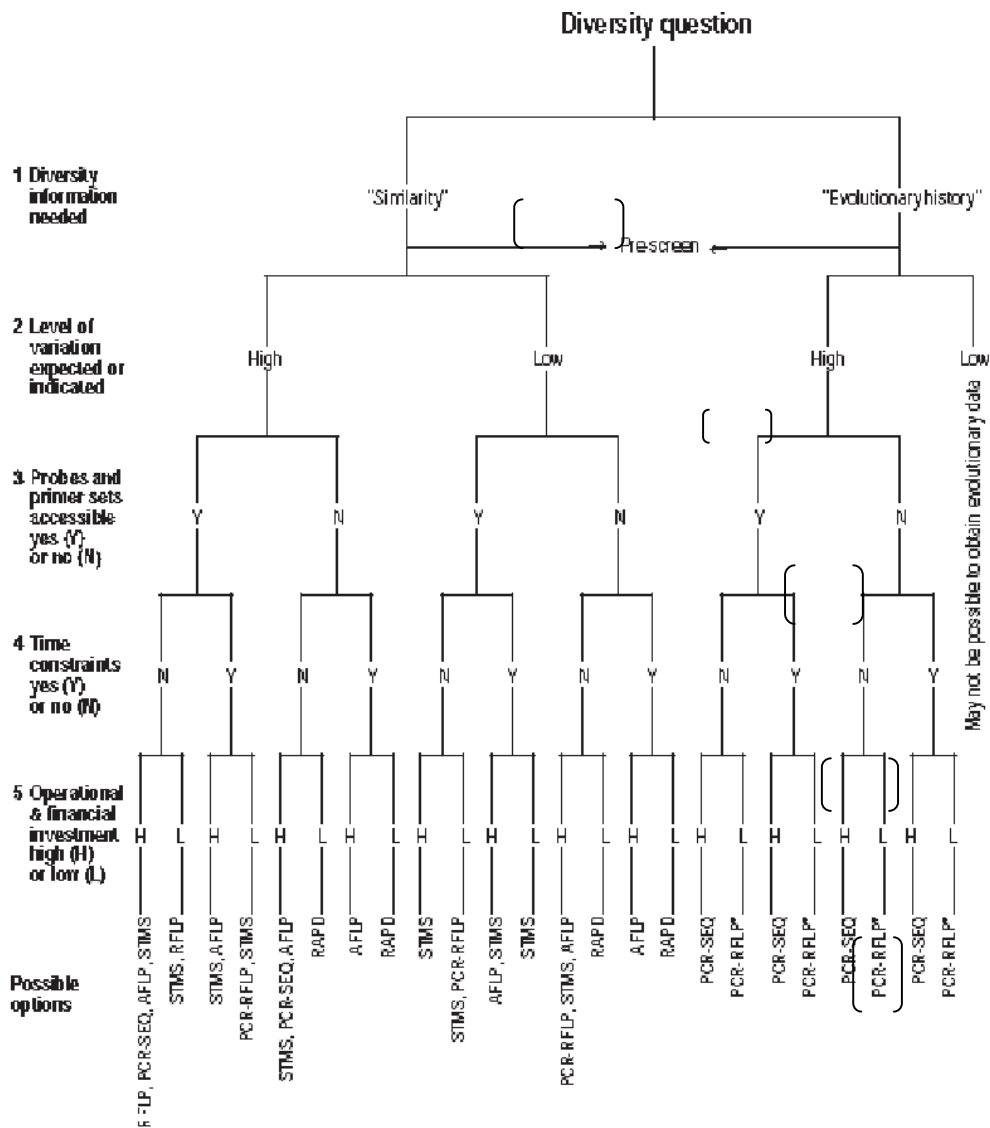 Diversity question
1 Diversity
information
needed
"Similarity"
"Evolutionary history"
Pre-screen
2 Level of
variation
expected or
indicated
High
Low
High
Low
May not be possible to obtain evolutionary data
3 Probes and
primer sets
accessible
yes (Y)
or no (N)
Y
N
Y
N
Y
N
4 Time
constraints
yes (Y)
or no (N)
N
Y
N
Y
N
Y
N
Y
N
Y
N
Y
5 Operational
& financial
investment
high (H)
or low (L)
H
L
H
L
H
L
H
L
H
L
H
L
H
L
H
L
H
L
H
L
H
L
H
L
Possible
options
RFLP, PCR-SEQ, AFLP, STMS
STMS, RFLP
STMS, AFLP
PCR-RFLP, STMS
STMS, PCR-SEQ, AFLP
RAPD
AFLP
RAPD
STMS
STMS, PCR-RFLP
AFLP, STMS
STMS
PCR-RFLP, STMS, AFLP
RAPD
AFLP
RAPD
PCR-SEQ
PCR-RFLP*
PCR-SEQ
PCR-RFLP*
PCR-SEQ
PCR-RFLP*
PCR-SEQ
PCR-RFLP*